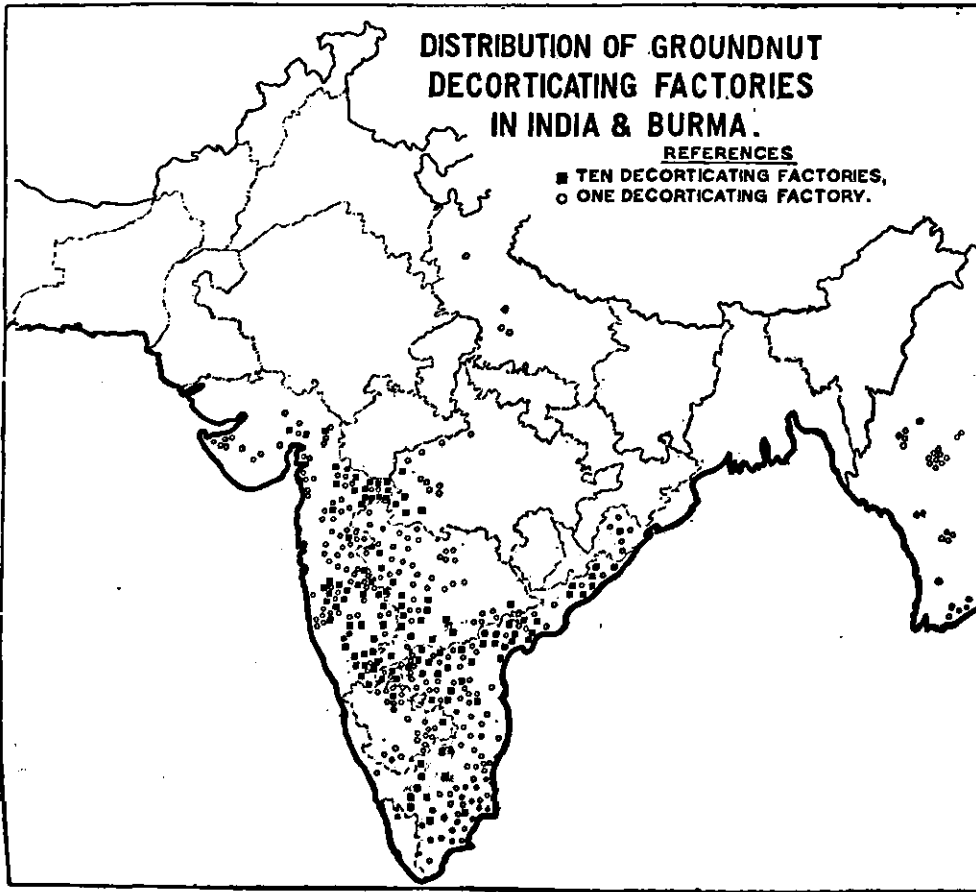 DISTRIBUTION OF GROUNDNUT
DECORTICATING FACTORIES
IN INDIA & BURMA.
REFERENCES
■ TEN DECORTICATING FACTORIES,
○ ONE DECORTICATING FACTORY.